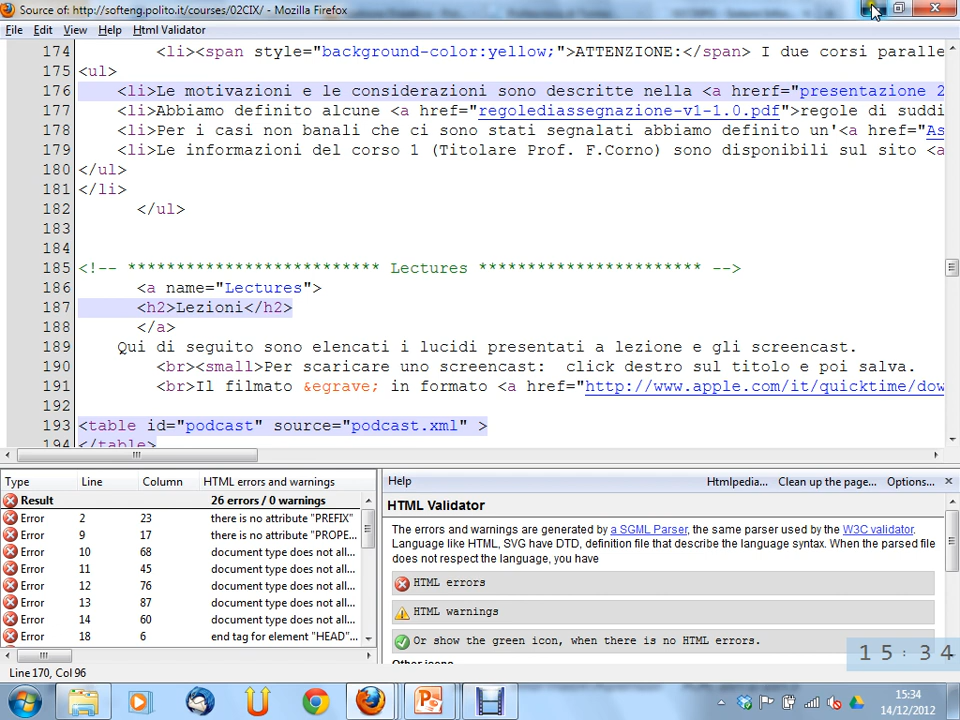 Source of: http://softeng.polito.it/courses/02CIX/ - Mozilla Firefox
File Edit View Help Html Validator
174 <li><span style="background-color:yellow;">ATTENZIONE:</span> I due corsi paralle
175 <ul>
176 <li>Le motivazioni e le considerazioni sono descritte nella <a hrerf="presentazione 2
177 <li>Abbiamo definito alcune <a href="regolediassegnazione-v1-1.0.pdf">regole di suddi
178 <li>Per i casi non banali che ci sono stati segnalati abbiamo definito un'<a href="As
179 <li>Le informazioni del corso 1 (Titolare Prof. F.Corno) sono disponibili sul sito <a
180 </ul>
181 </li>
182 </ul>
183
184
185 <!-- ************************** Lectures *********************** -->
186 <a name="Lectures">
187 <h2>Lezioni</h2>
188 </a>
189 Qui di seguito sono elencati i lucidi presentati a lezione e gli screencast.
190 <br><small>Per scaricare uno screencast: click destro sul titolo e poi salva.
191 <br>Il filmato &egrave; in formato <a href="http://www.apple.com/it/quicktime/dow
192
193 <table id="podcast" source="podcast.xml" >
194 </table>
Type Line Column HTML errors and warnings
Result 26 errors / 0 warnings
Error 2 23 there is no attribute "PREFIX"
Error 9 17 there is no attribute "PROPE...
Error 10 68 document type does not all...
Error 11 45 document type does not all...
Error 12 76 document type does not all...
Error 13 87 document type does not all...
Error 14 60 document type does not all...
Error 18 6 end tag for element "HEAD"...
Help Htmlpedia... Clean up the page... Options...
HTML Validator
The errors and warnings are generated by a SGML Parser, the same parser used by the W3C validator.
Language like HTML, SVG have DTD, definition file that describe the language syntax. When the parsed file
does not respect the language, you have
HTML errors
HTML warnings
Or show the green icon, when there is no HTML errors.
Other icons
15:34
Line 170, Col 96
15:34
14/12/2012